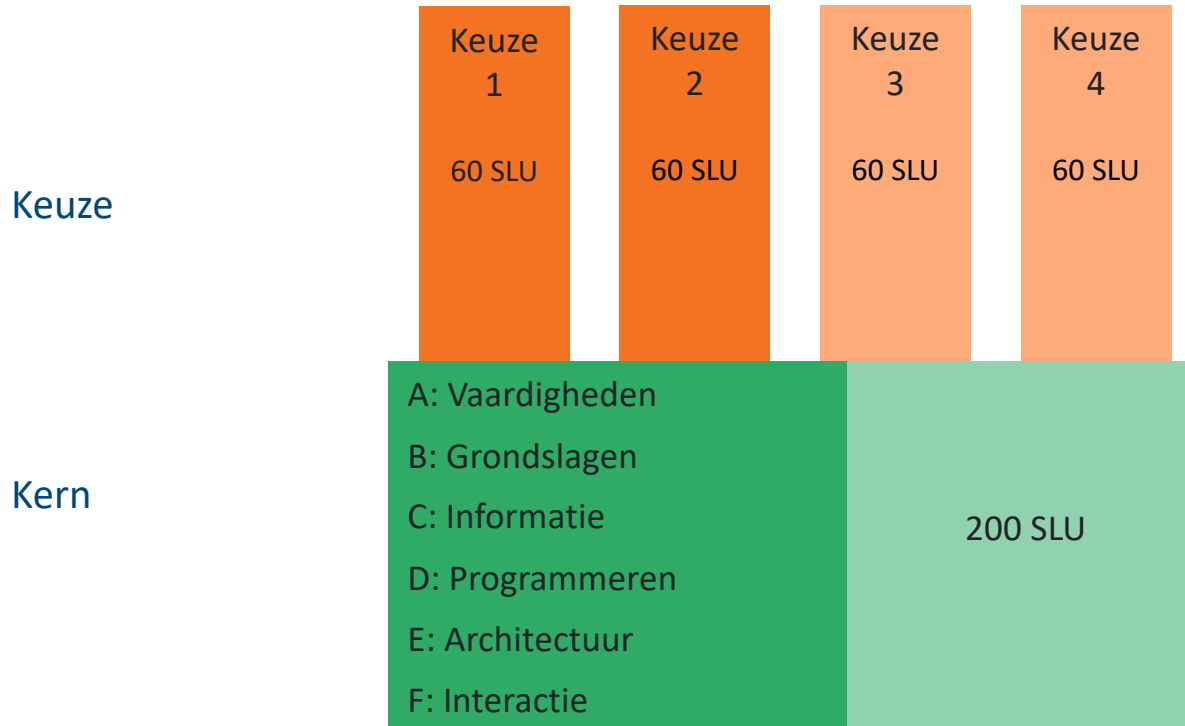 Keuze
1
60 SLU
Keuze
2
60 SLU
Keuze
3
60 SLU
Keuze
4
60 SLU
Keuze
Kern
A: Vaardigheden
B: Grondslagen
C: Informatie
D: Programmeren
E: Architectuur
F: Interactie
200 SLU